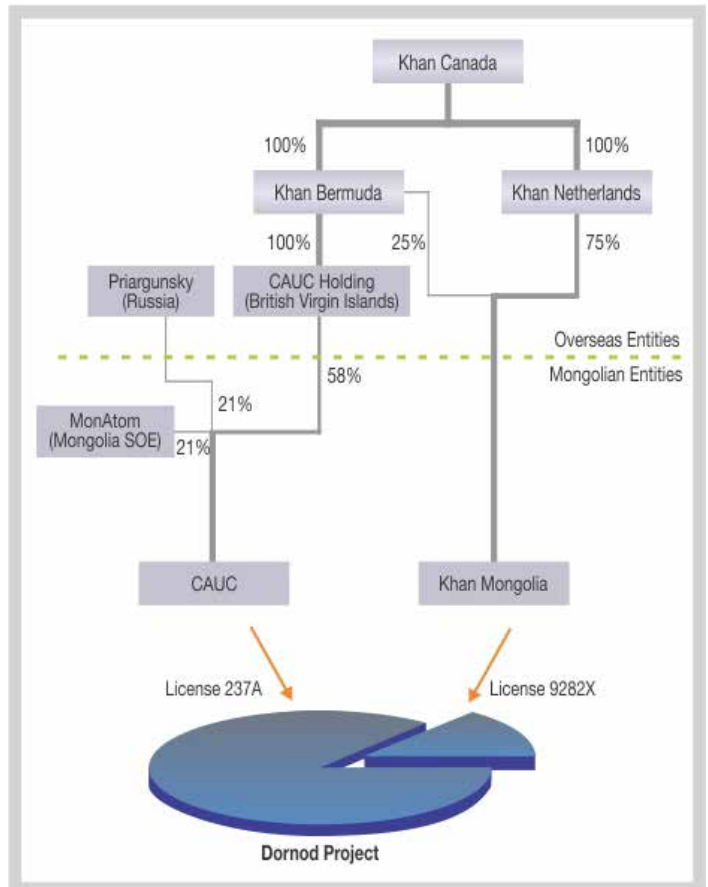 Khan Canada
100%
100%
Khan Bermuda
Khan Netherlands
100%
25%
75%
Priargunsky
(Russia)
CAUC Holding
(British Virgin Islands)
Overseas Entities
58%
Mongolian Entities
21%
MonAtom
(Mongolia SOE)
21%
CAUC
Khan Mongolia
License 237A
License 9282X
Dornod Project